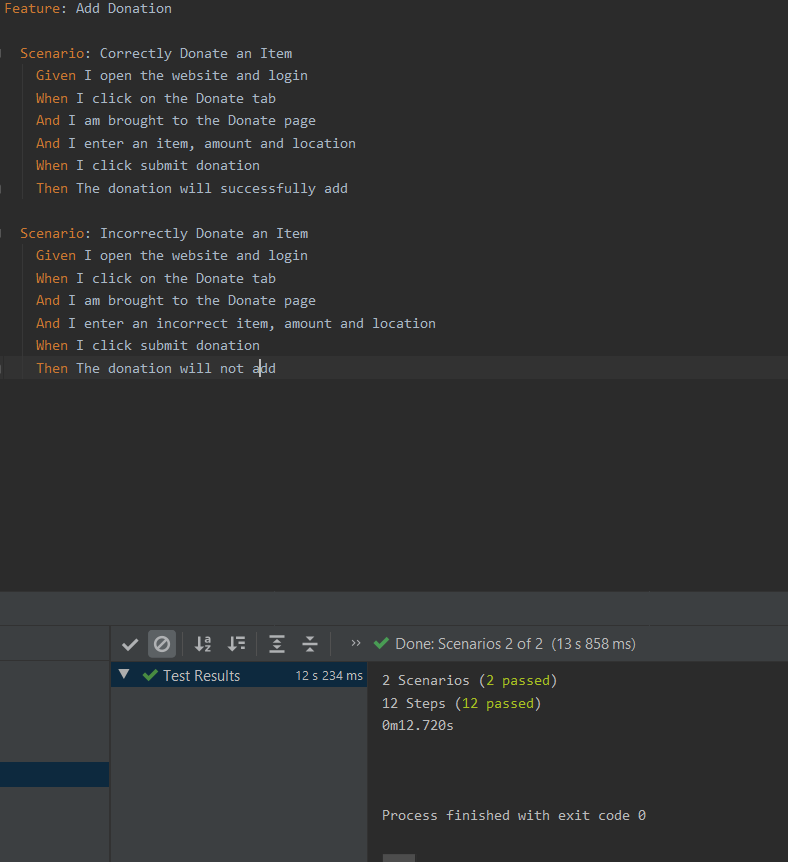 Feature: Add Donation
Scenario: Correctly Donate an Item
Given I open the website and login
When I click on the Donate tab
And I am brought to the Donate page
And I enter an item, amount and location
When I click submit donation
Then The donation will successfully add
Scenario: Incorrectly Donate an Item
Given I open the website and login
When I click on the Donate tab
And I am brought to the Donate page
And I enter an incorrect item, amount and location
When I click submit donation
Then The donation will not add
Done: Scenarios 2 of 2 (13 s 858 ms)
Test Results 12 s 234 ms
2 Scenarios (2 passed)
12 Steps (12 passed)
0m12.720s
Process finished with exit code 0